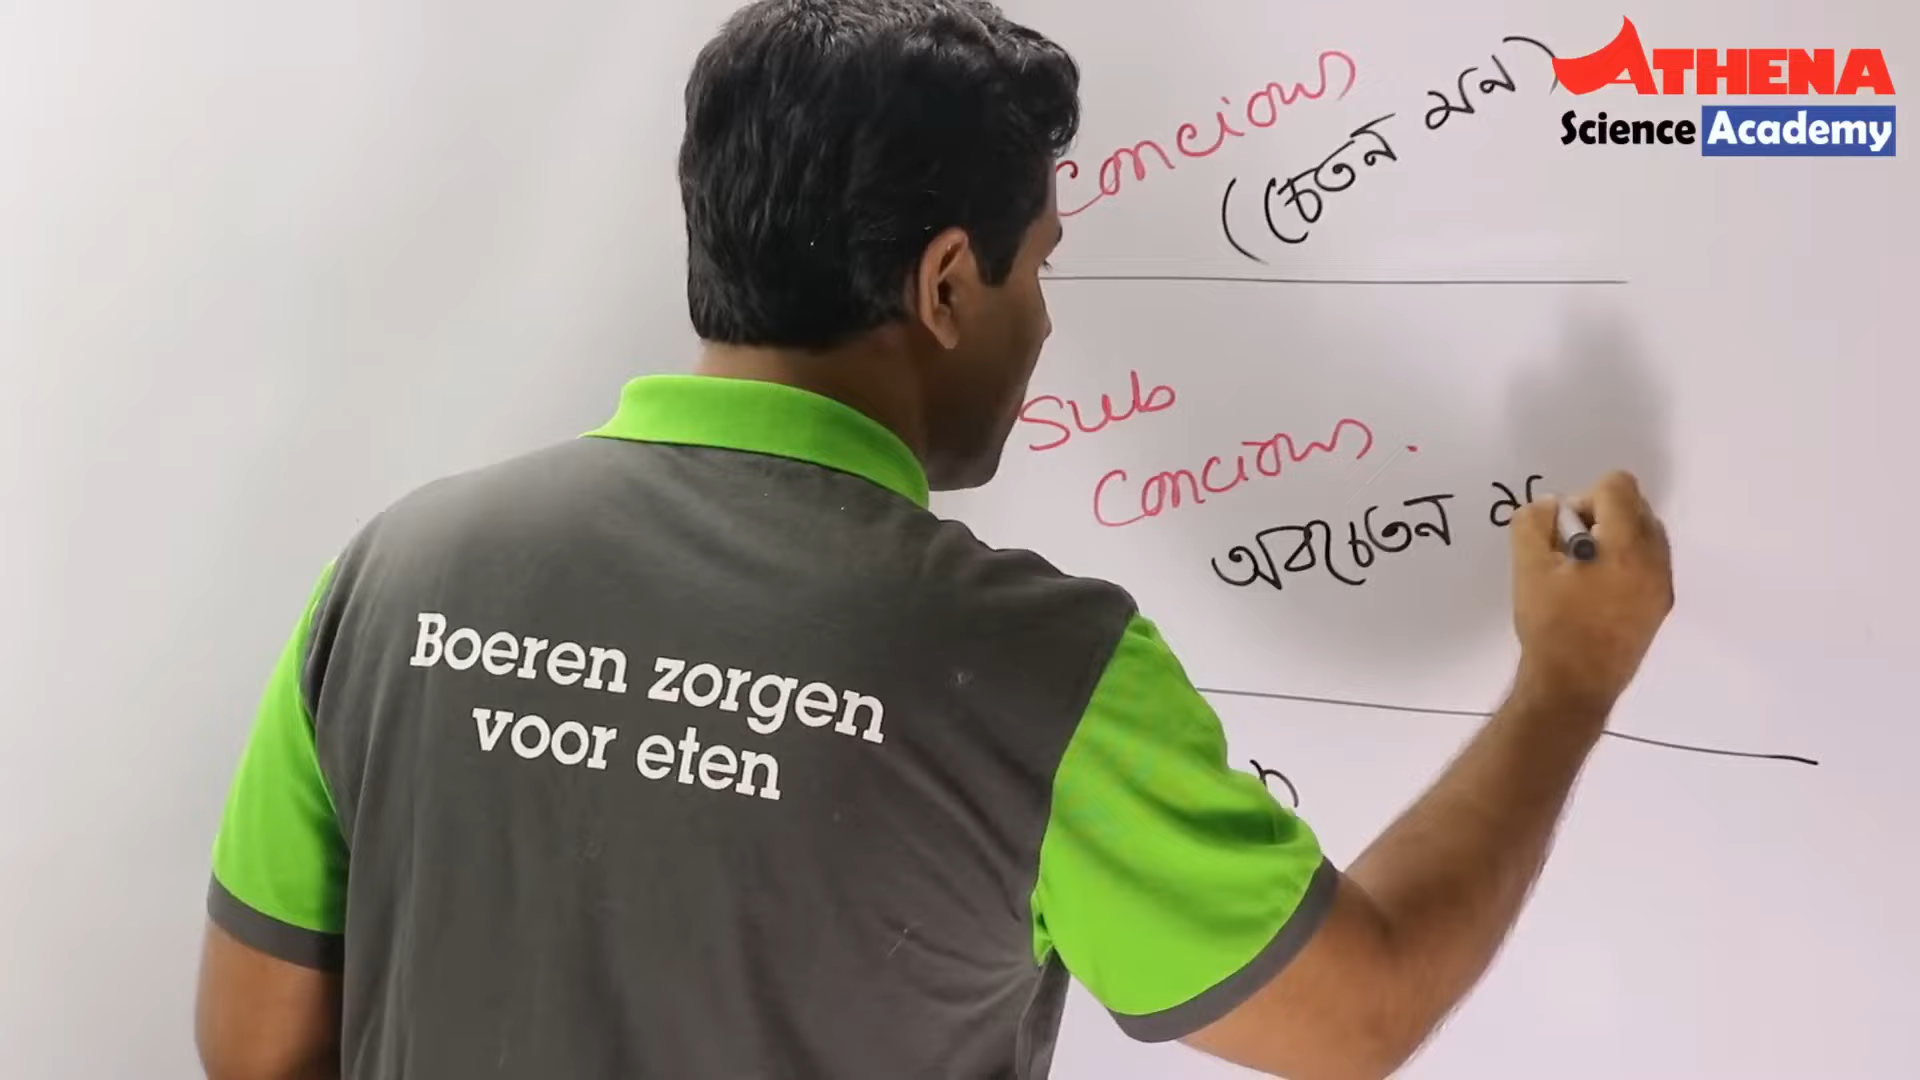 ATHENA
Science Academy
Concious
(চেতন মন)
Sub
Concious.
অবচেতন
Boeren zorgen
voor eten